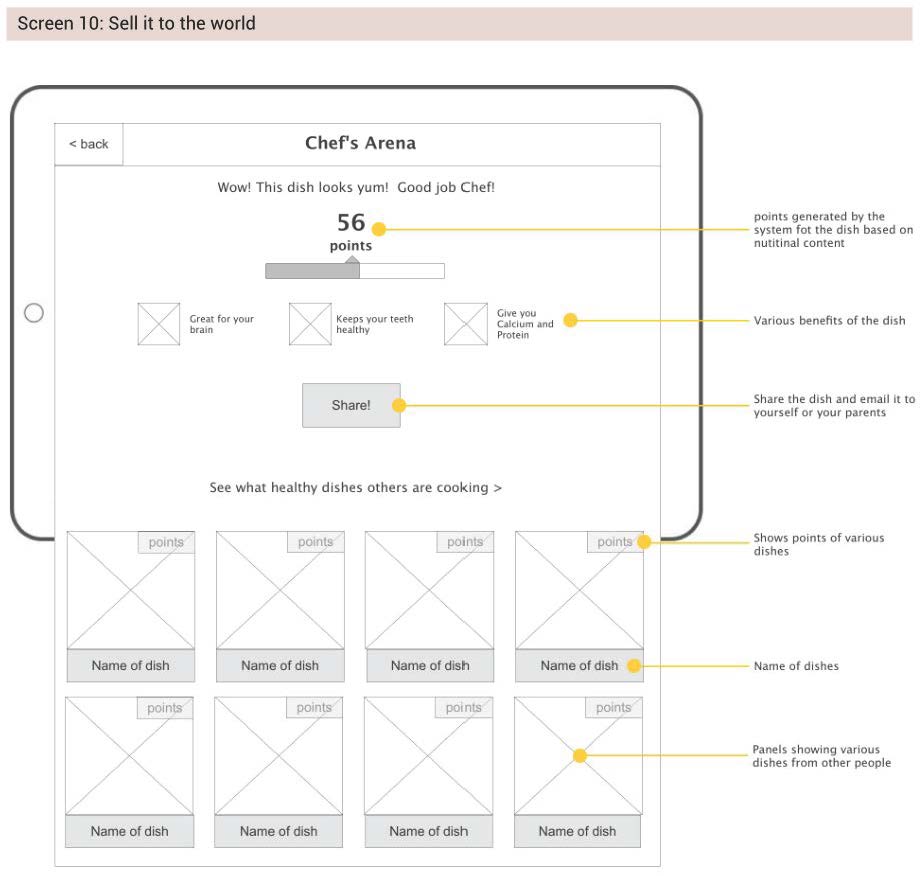 Screen 10: Sell it to the world
< back
Chef's Arena
Wow! This dish looks yum!  Good job Chef!
56
points
points generated by the
system fot the dish based on
nutitinal content
Great for your
brain
Keeps your teeth
healthy
Give you
Calcium and
Protein
Various benefits of the dish
Share!
Share the dish and email it to
yourself or your parents
See what healthy dishes others are cooking >
points
points
points
points
Shows points of various
dishes
Name of dish
Name of dish
Name of dish
Name of dish
Name of dishes
points
points
points
points
Panels showing various
dishes from other people
Name of dish
Name of dish
Name of dish
Name of dish